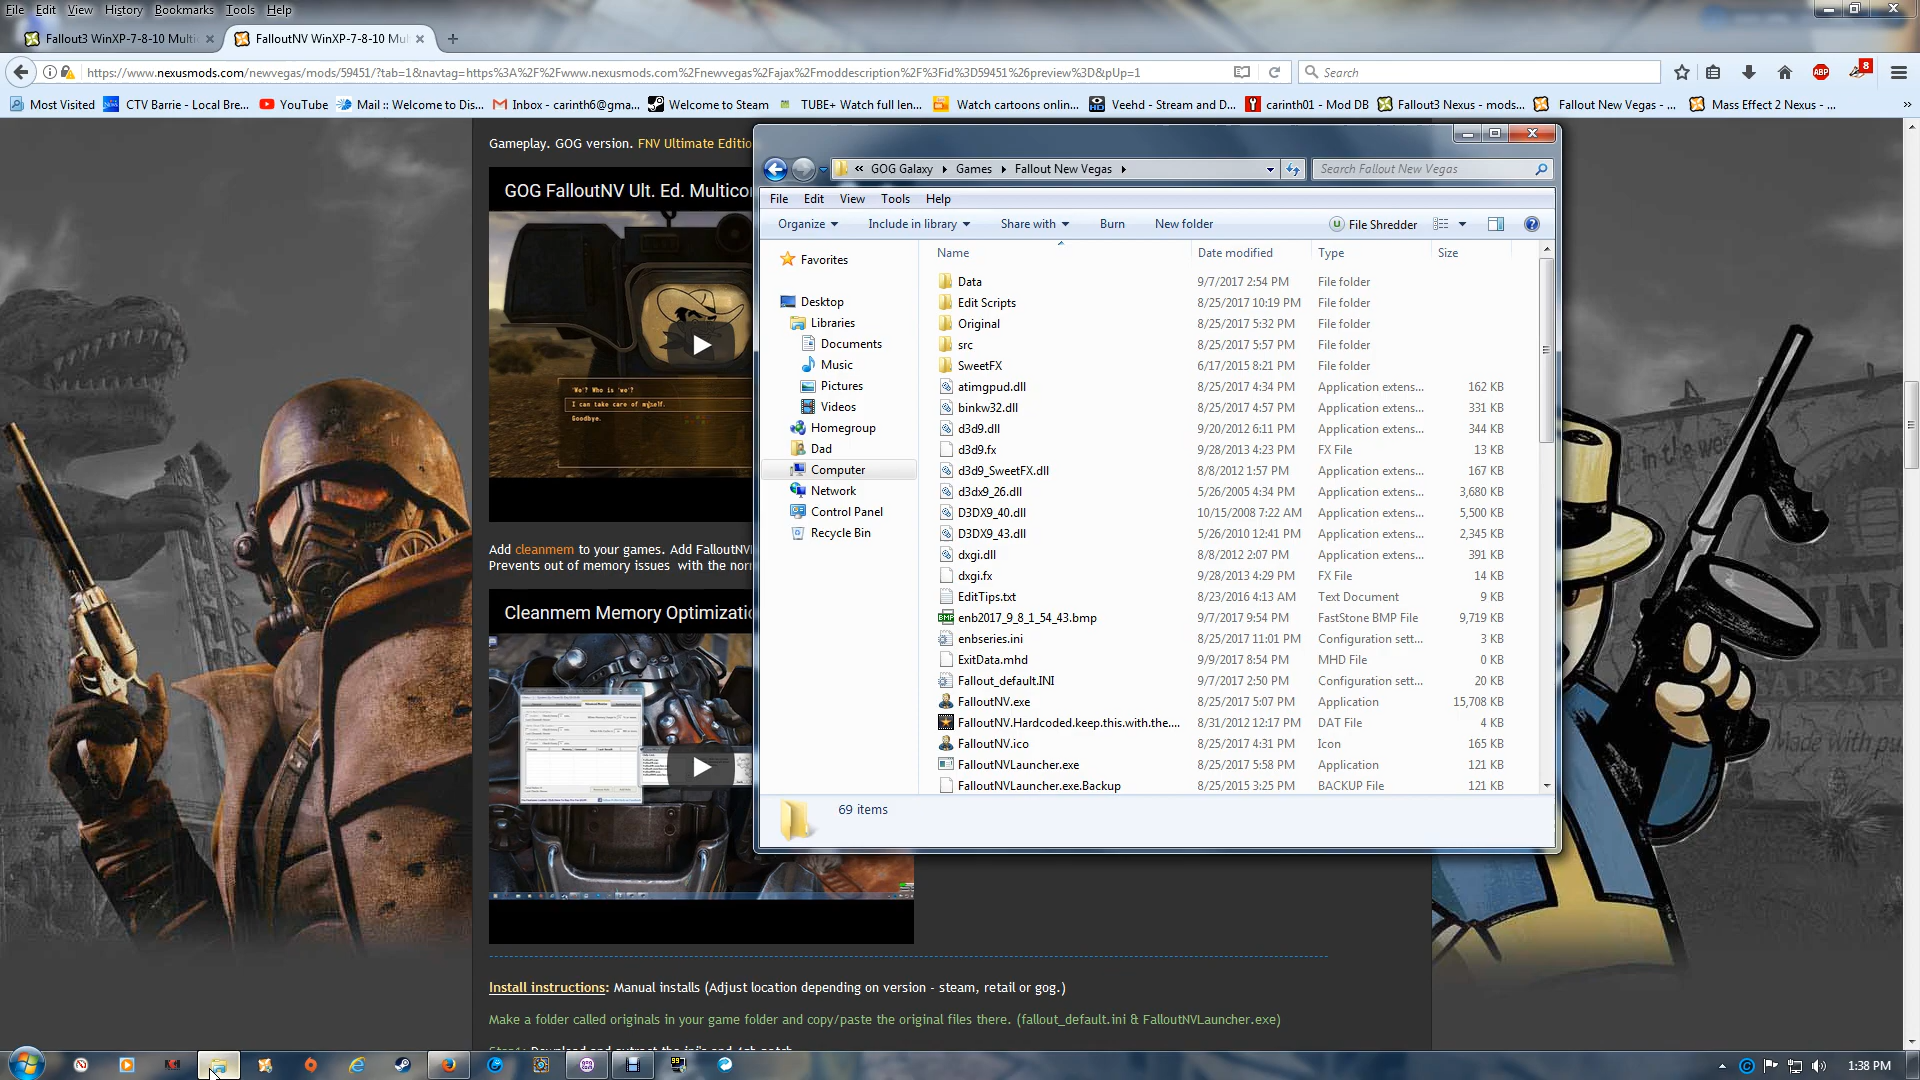 File Edit View History Bookmarks Tools Help
Fallout3 WinXP-7-8-10 Multi
FalloutNV WinXP-7-8-10 Mul
https://www.nexusmods.com/newvegas/mods/59451/?tab=1&navtag=https%3A%2F%2Fwww.nexusmods.com%2Fnewvegas%2Fajax%2Fmoddescription%2F%3Fid%3D59451%26preview%3D&pUp=1
Search
ABP
8
Most Visited
CTV Barrie - Local Bre...
YouTube
Mail :: Welcome to Dis...
Inbox - carinth6@gma...
Welcome to Steam
TUBE+ Watch full len...
Watch cartoons onlin...
Veehd - Stream and D...
carinth01 - Mod DB
Fallout3 Nexus - mods...
Fallout New Vegas - ...
Mass Effect 2 Nexus - ...
Gameplay. GOG version. FNV Ultimate Editio
GOG FalloutNV Ult. Ed. Multicor
'We'? Who is 'we'?
I can take care of myself.
Goodbye.
Add cleanmem to your games. Add FalloutNV
Prevents out of memory issues with the nor
Cleanmem Memory Optimizatio
Install instructions: Manual installs (Adjust location depending on version - steam, retail or gog.)
Make a folder called originals in your game folder and copy/paste the original files there. (fallout_default.ini & FalloutNVLauncher.exe)
GOG Galaxy Games Fallout New Vegas
Search Fallout New Vegas
File Edit View Tools Help
Organize Include in library Share with Burn New folder File Shredder
Favorites
Desktop
Libraries
Documents
Music
Pictures
Videos
Homegroup
Dad
Computer
Network
Control Panel
Recycle Bin
Name Date modified Type Size
Data 9/7/2017 2:54 PM File folder
Edit Scripts 8/25/2017 10:19 PM File folder
Original 8/25/2017 5:32 PM File folder
src 8/25/2017 5:57 PM File folder
SweetFX 6/17/2015 8:21 PM File folder
atimgpud.dll 8/25/2017 4:34 PM Application extens... 162 KB
binkw32.dll 8/25/2017 4:57 PM Application extens... 331 KB
d3d9.dll 9/20/2012 6:11 PM Application extens... 344 KB
d3d9.fx 9/28/2013 4:23 PM FX File 13 KB
d3d9_SweetFX.dll 8/8/2012 1:57 PM Application extens... 167 KB
d3dx9_26.dll 5/26/2005 4:34 PM Application extens... 3,680 KB
D3DX9_40.dll 10/15/2008 7:22 AM Application extens... 5,500 KB
D3DX9_43.dll 5/26/2010 12:41 PM Application extens... 2,345 KB
dxgi.dll 8/8/2012 2:07 PM Application extens... 391 KB
dxgi.fx 9/28/2013 4:29 PM FX File 14 KB
EditTips.txt 8/23/2016 4:13 AM Text Document 9 KB
enb2017_9_8_1_54_43.bmp 9/7/2017 9:54 PM FastStone BMP File 9,719 KB
enbseries.ini 8/25/2017 11:01 PM Configuration sett... 3 KB
ExitData.mhd 9/9/2017 8:54 PM MHD File 0 KB
Fallout_default.INI 9/7/2017 2:50 PM Configuration sett... 20 KB
FalloutNV.exe 8/25/2017 5:07 PM Application 15,708 KB
FalloutNV.Hardcoded.keep.this.with.the.... 8/31/2012 12:17 PM DAT File 4 KB
FalloutNV.ico 8/25/2017 4:31 PM Icon 165 KB
FalloutNVLauncher.exe 8/25/2017 5:58 PM Application 121 KB
FalloutNVLauncher.exe.Backup 8/25/2015 3:25 PM BACKUP File 121 KB
69 items
1:38 PM